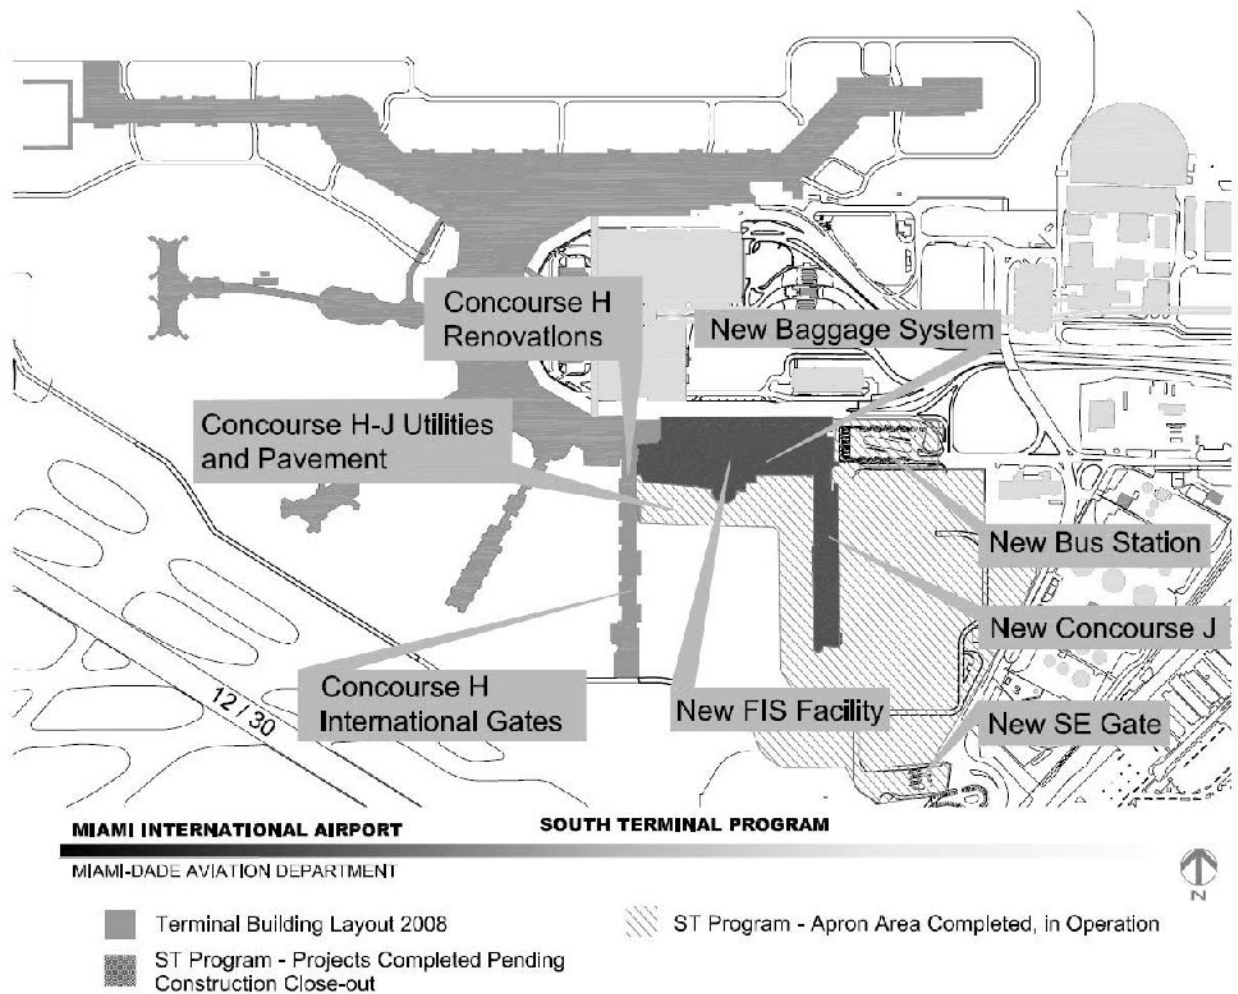 Concourse H
Renovations
New Baggage System
Concourse H-J Utilities
and Pavement
New Bus Station
New Concourse J
Concourse H
International Gates
New FIS Facility
New SE Gate
12 / 30
MIAMI INTERNATIONAL AIRPORT
SOUTH TERMINAL PROGRAM
MIAMI-DADE AVIATION DEPARTMENT
N
Terminal Building Layout 2008
ST Program - Apron Area Completed, in Operation
ST Program - Projects Completed Pending
Construction Close-out